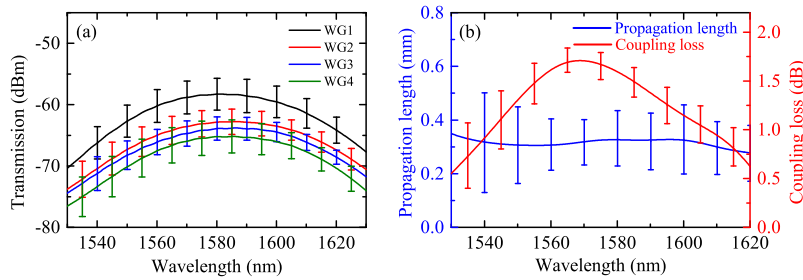 (a)
WG1
WG2
WG3
WG4
Transmission (dBm)
-50
-60
-70
-80
1540
1560
1580
1600
1620
Wavelength (nm)
(b)
Propagation length
Coupling loss
Propagation length (mm)
0.8
0.6
0.4
0.2
0.0
1540
1560
1580
1600
1620
Wavelength (nm)
2.0
1.5
1.0
0.5
0.0
Coupling loss (dB)